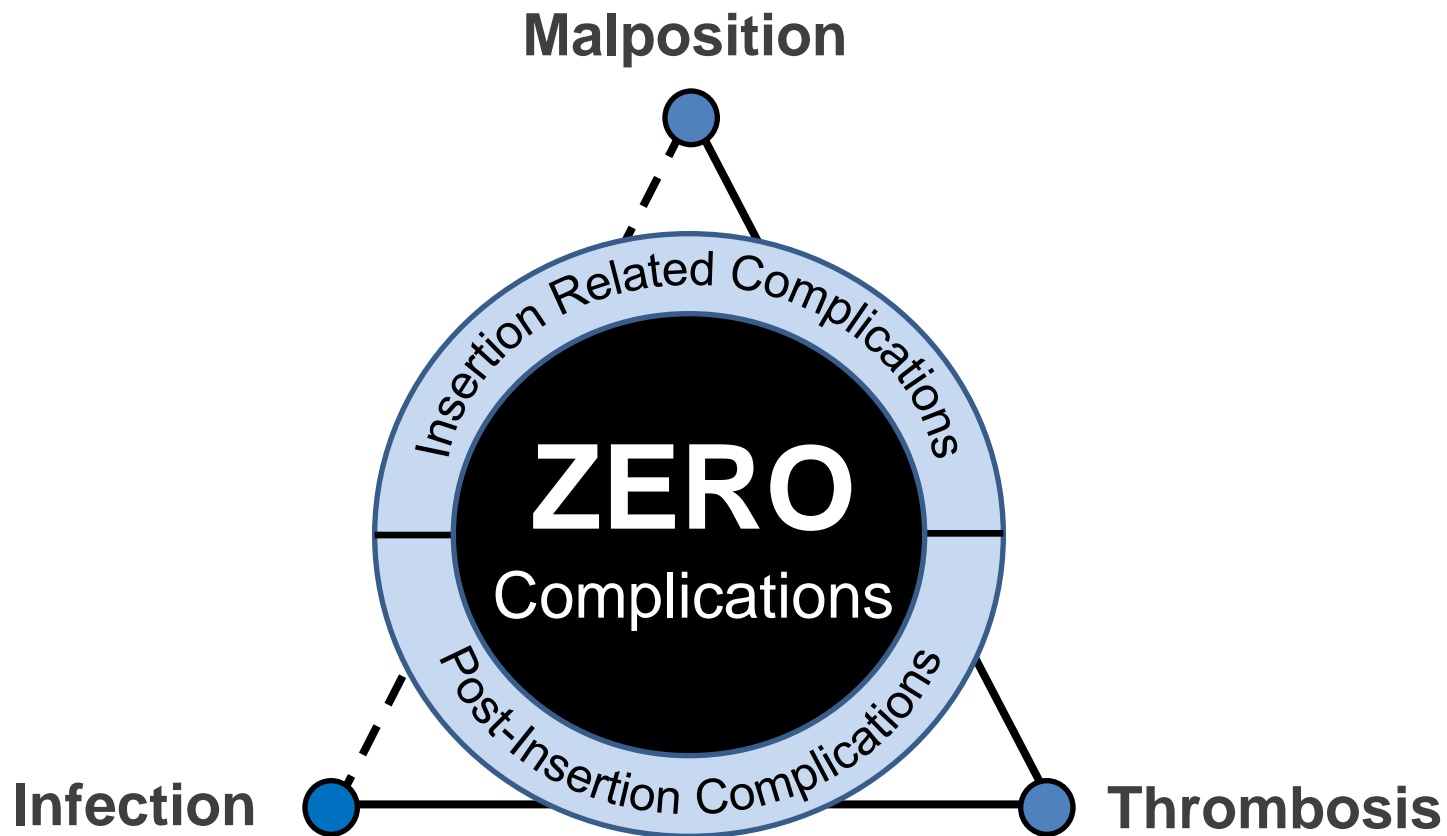 Malposition
Insertion Related Complications
ZERO
Complications
Post-Insertion Complications
Infection
Thrombosis